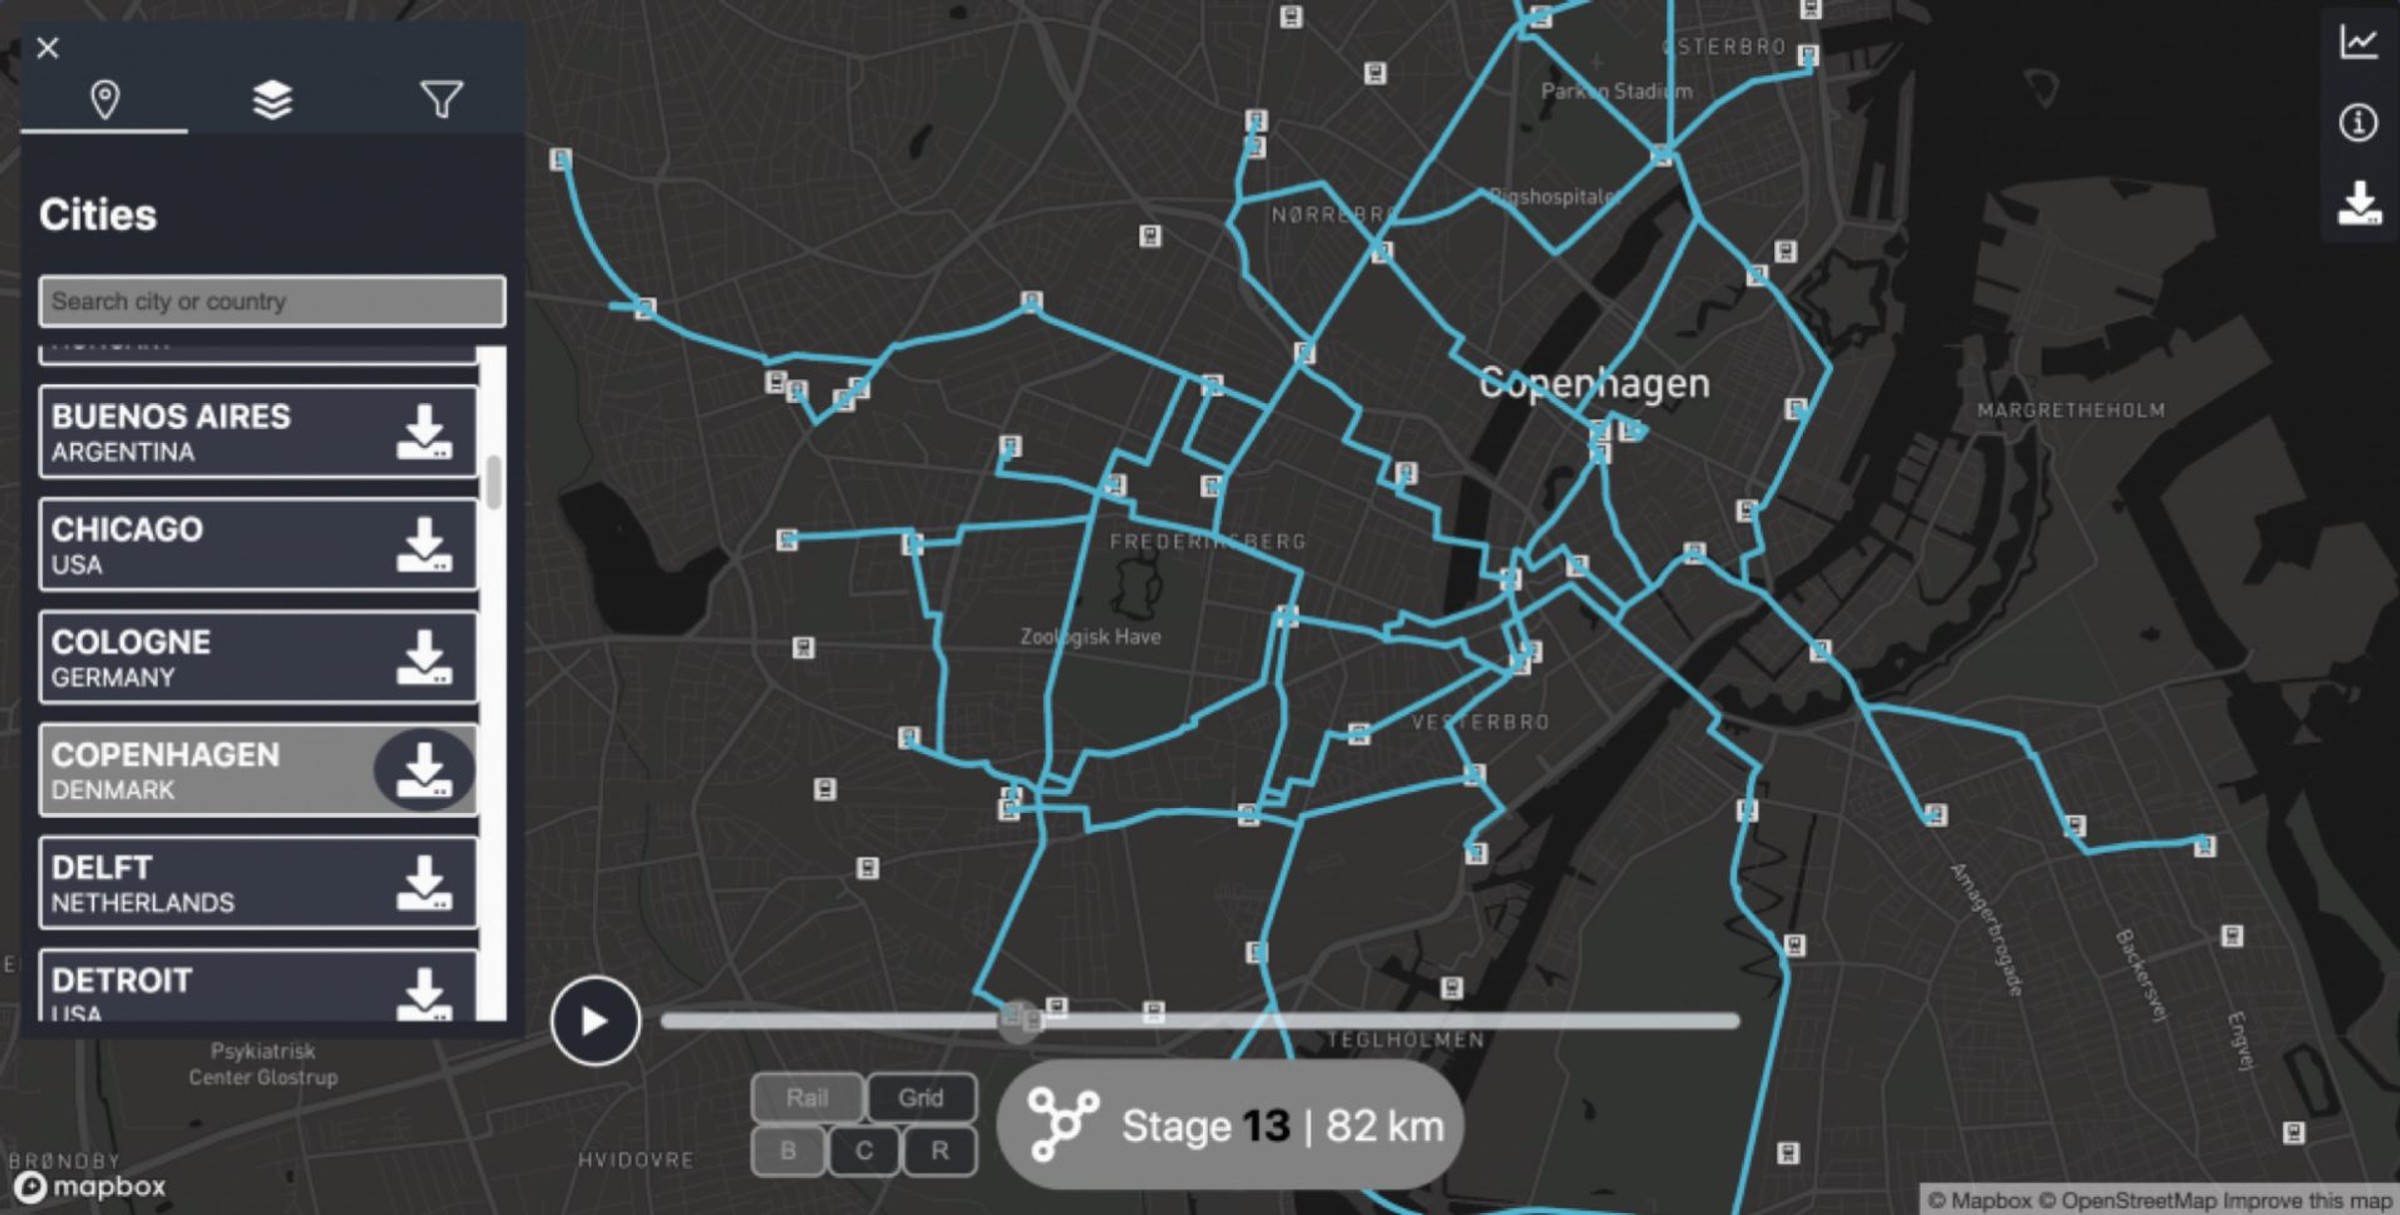 Cities
Search city or country
BUENOS AIRES
ARGENTINA
CHICAGO
USA
COLOGNE
GERMANY
COPENHAGEN
DENMARK
DELFT
NETHERLANDS
DETROIT
USA
ØSTERBRO
Parken Stadium
Rigshospitalet
NØRREBRO
Copenhagen
MARGRETHEHOLM
FREDERIKSBERG
Zoologisk Have
VESTERBRO
Amagerbrogade
Backersvej
Engvej
TEGLHOLMEN
Psykiatrisk
Center Glostrup
Rail
Grid
B
C
R
Stage 13 | 82 km
BRØNDBY
HVIDOVRE
mapbox
© Mapbox © OpenStreetMap Improve this map